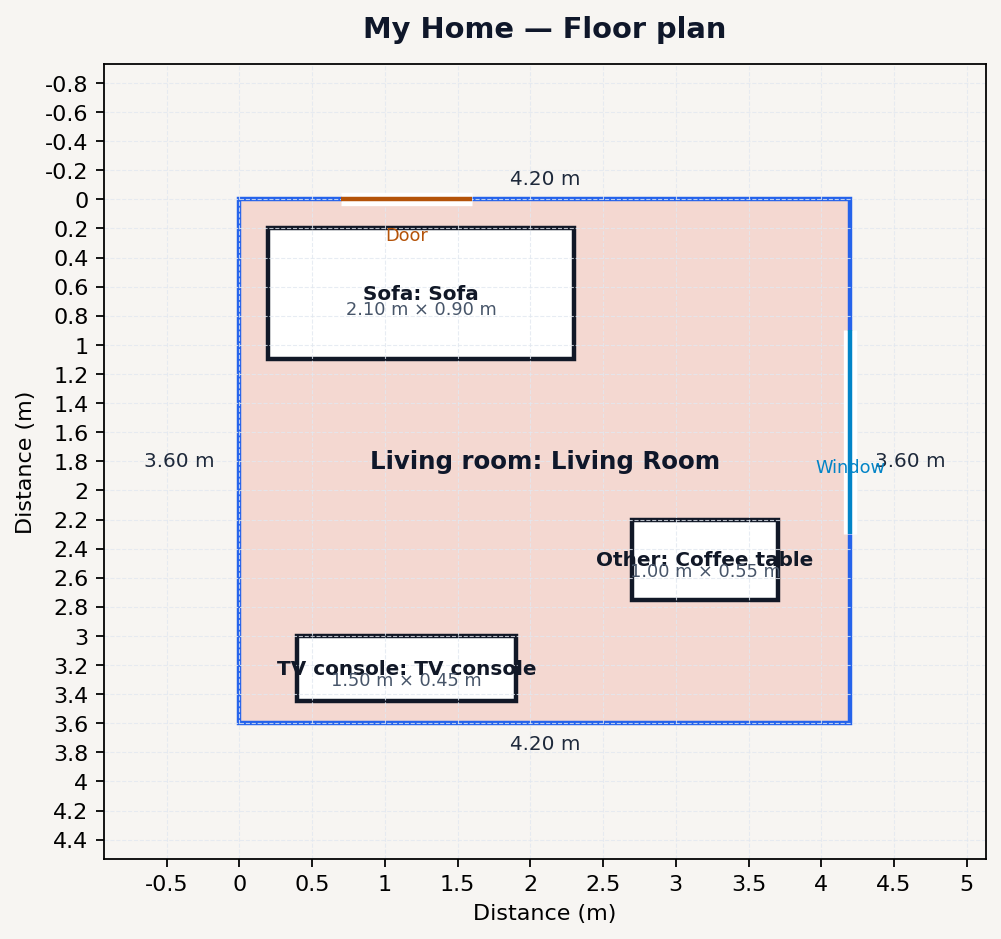 My Home — Floor plan
-0.8
-0.6
-0.4
-0.2
4.20 m
0
0.2
Door
0.4
0.6
Sofa: Sofa
2.10 m × 0.90 m
0.8
1
1.2
1.4
1.6
3.60 m
1.8
Living room: Living Room
Window
3.60 m
2
2.2
2.4
Other: Coffee table
1.00 m × 0.55 m
2.6
2.8
3
3.2
TV console: TV console
1.50 m × 0.45 m
3.4
3.6
4.20 m
3.8
4
4.2
4.4
Distance (m)
-0.5 0 0.5 1 1.5 2 2.5 3 3.5 4 4.5 5
Distance (m)